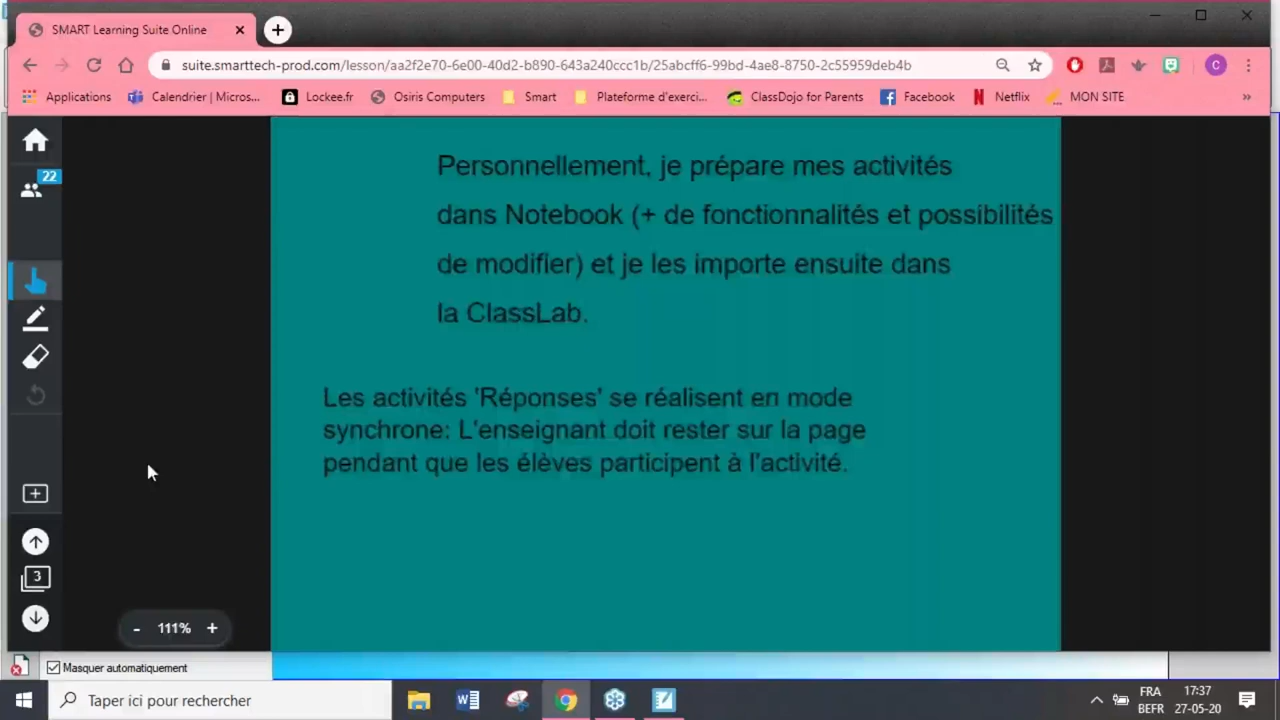 SMART Learning Suite Online
suite.smarttech-prod.com/lesson/aa2f2e70-6e00-40d2-b890-643a240ccc1b/25abcff6-99bd-4ae8-8750-2c55959deb4b
C
Applications
Calendrier | Micros...
Lockee.fr
Osiris Computers
Smart
Plateforme d'exerci...
ClassDojo for Parents
Facebook
Netflix
MON SITE
»
22
Personnellement, je prépare mes activités
dans Notebook (+ de fonctionnalités et possibilités
de modifier) et je les importe ensuite dans
la ClassLab.
Les activités 'Réponses' se réalisent en mode
synchrone: L'enseignant doit rester sur la page
pendant que les élèves participent à l'activité.
3
- 111% +
Masquer automatiquement
Taper ici pour rechercher
FRA 17:37
BEFR 27-05-20